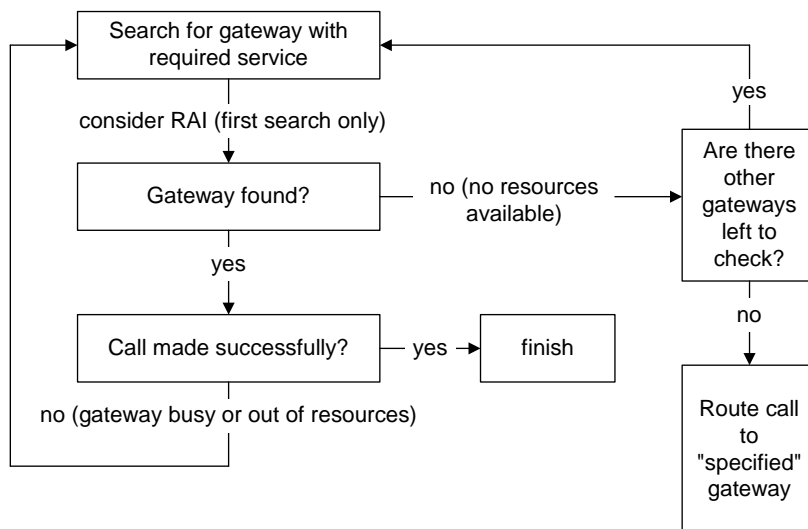 Search for gateway with
required service
yes
consider RAI (first search only)
Are there
other
gateways
left to
check?
Gateway found?
no (no resources
available)
yes
no
Call made successfully?
yes
finish
no (gateway busy or out of resources)
Route call
to
"specified"
gateway